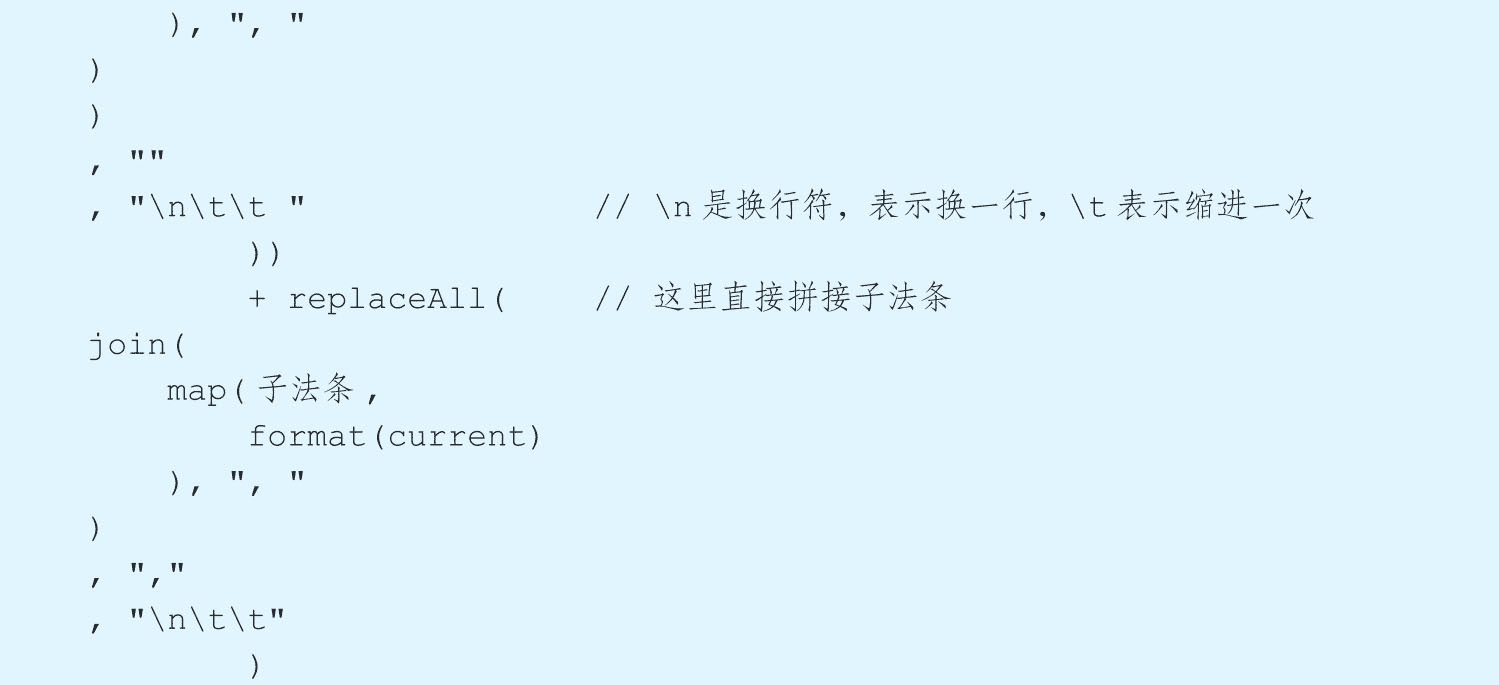 ), ", "
)
)
, ""
, "\n\t\t "               // \n 是换行符，表示换一行，\t 表示缩进一次
        ))
        + replaceAll(    // 这里直接拼接子法条
join(
    map( 子法条 ,
        format(current)
    ), ", "
)
, ","
, "\n\t\t"
        )